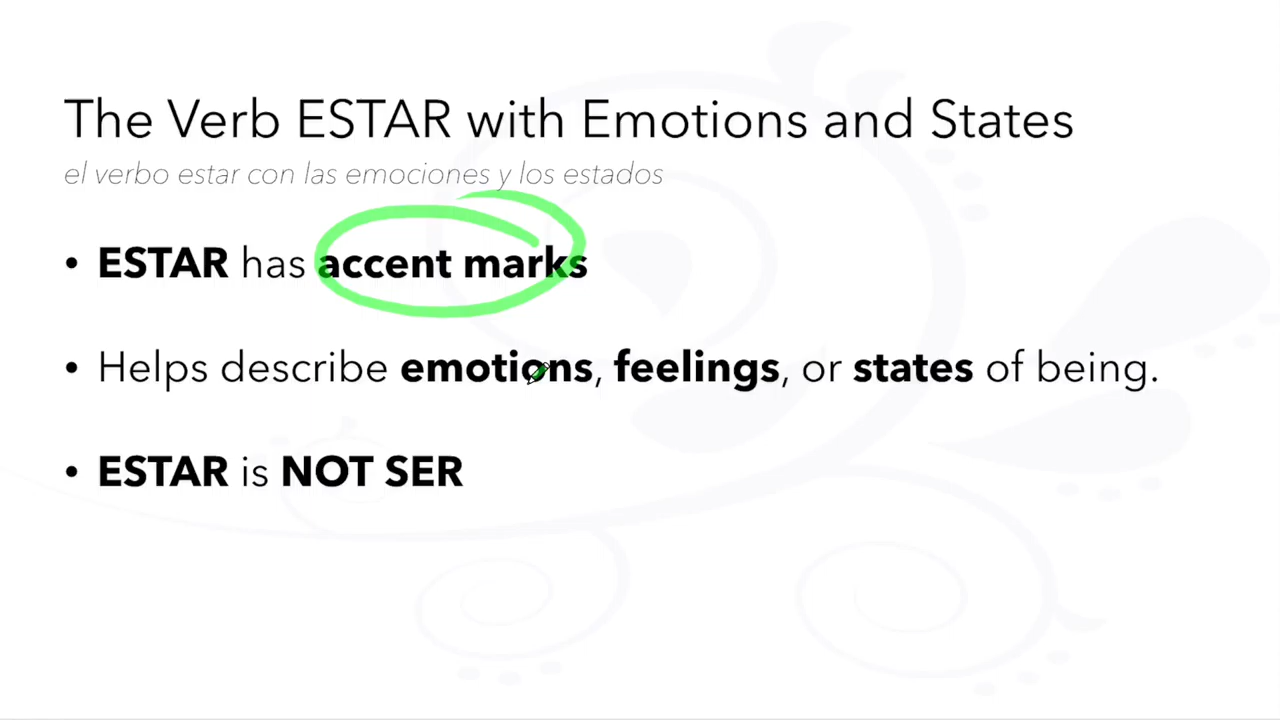 The Verb ESTAR with Emotions and States
el verbo estar con las emociones y los estados
• ESTAR has accent marks
• Helps describe emotions, feelings, or states of being.
• ESTAR is NOT SER